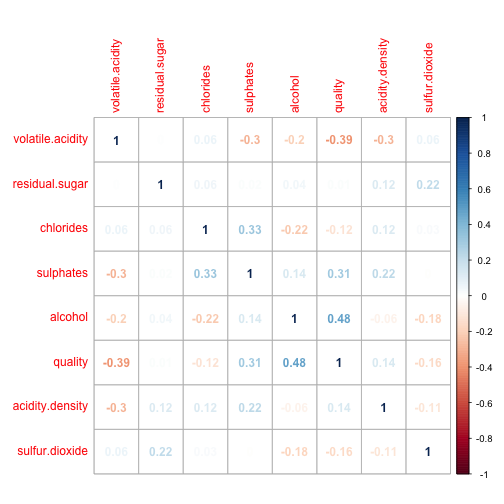 volatile.acidity residual.sugar chlorides sulphates alcohol quality acidity.density sulfur.dioxide
volatile.acidity 1 0.06 -0.3 -0.2 -0.39 -0.3 0.06
residual.sugar 1 0.06 0.04 0.12 0.22
chlorides 0.06 0.06 1 0.33 -0.22 -0.12 0.12
sulphates -0.3 0.33 1 0.14 0.31 0.22
alcohol -0.2 0.04 -0.22 0.14 1 0.48 -0.06 -0.18
quality -0.39 -0.12 0.31 0.48 1 0.14 -0.16
acidity.density -0.3 0.12 0.12 0.22 -0.06 0.14 1 -0.11
sulfur.dioxide 0.06 0.22 -0.18 -0.16 -0.11 1
1
0.8
0.6
0.4
0.2
0
-0.2
-0.4
-0.6
-0.8
-1